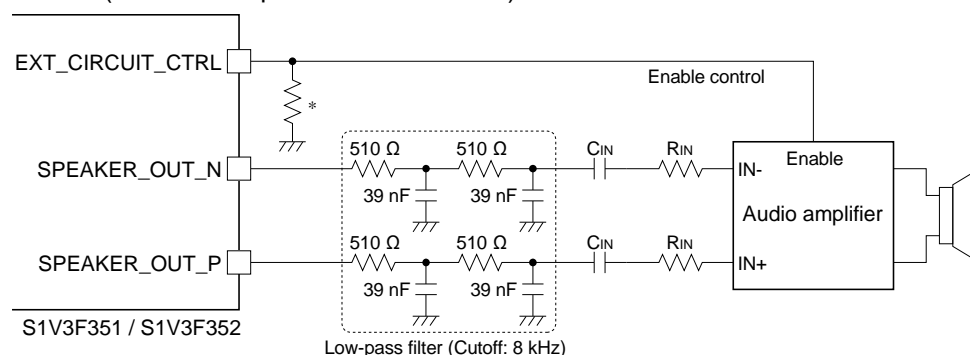 EXT_CIRCUIT_CTRL
Enable control
*
510 Ω 510 Ω CIN RIN
SPEAKER_OUT_N
IN-
Enable
39 nF 39 nF
Audio amplifier
510 Ω 510 Ω CIN RIN
SPEAKER_OUT_P
IN+
39 nF 39 nF
S1V3F351 / S1V3F352
Low-pass filter (Cutoff: 8 kHz)